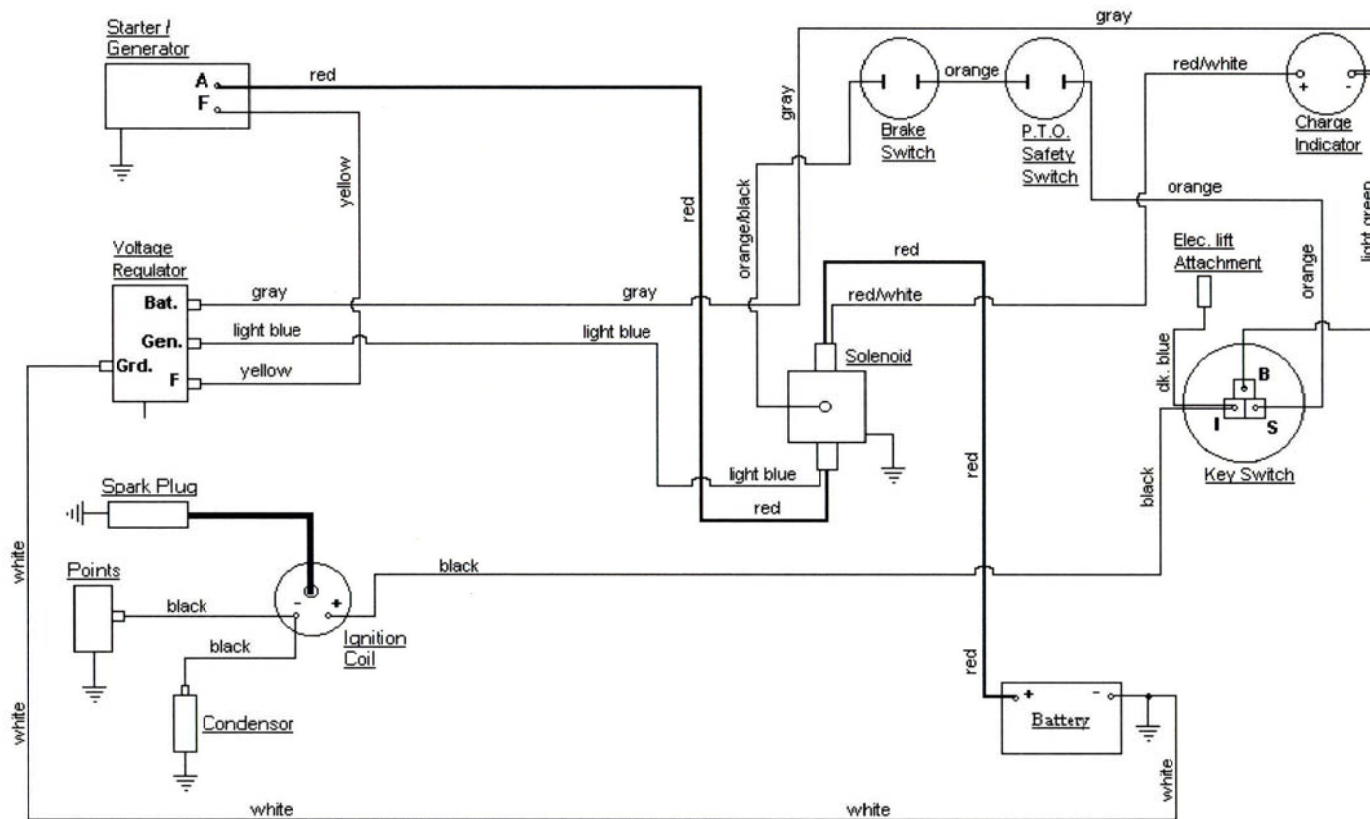 gray
Starter /
Generator
A
F
red
orange
red/white
+ -
gray
Brake
Switch
P.T.O.
Safety
Switch
Charge
Indicator
yellow
red
orange/black
orange
light green
Elec. lift
Attachment
orange
Voltage
Regulator
Bat.
gray
gray
red
red/white
Gen.
light blue
light blue
Grd.
F
yellow
Solenoid
dk. blue
B
I
S
Key Switch
light blue
red
red
black
Spark Plug
white
Points
black
- +
black
Ignition
Coil
black
Condensor
red
+ -
Battery
white
white
white
white